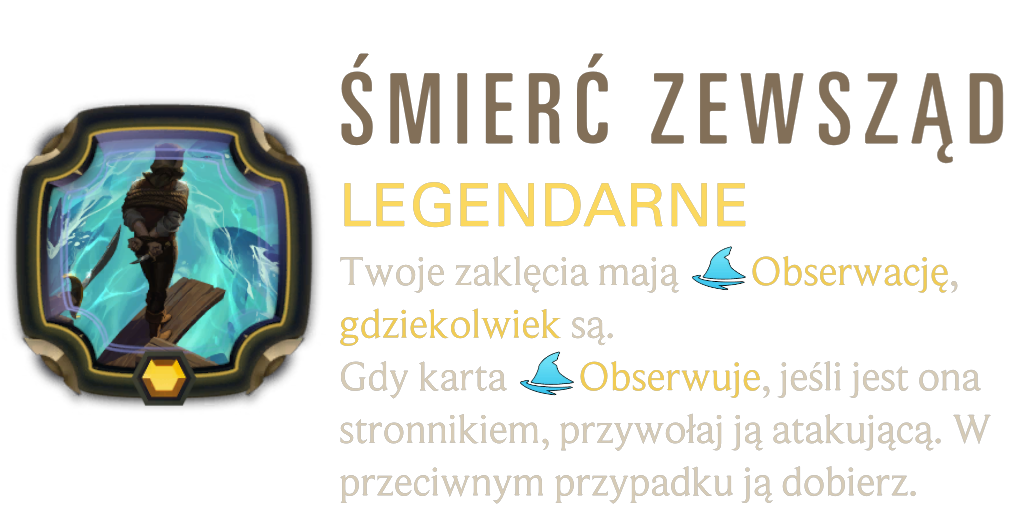 ŚMIERĆ ZEWSZĄD
LEGENDARNE
Twoje zaklęcia mają Obserwację,
gdziekolwiek są.
Gdy karta Obserwuje, jeśli jest ona
stronnikiem, przywołaj ją atakującą. W
przeciwnym przypadku ją dobierz.